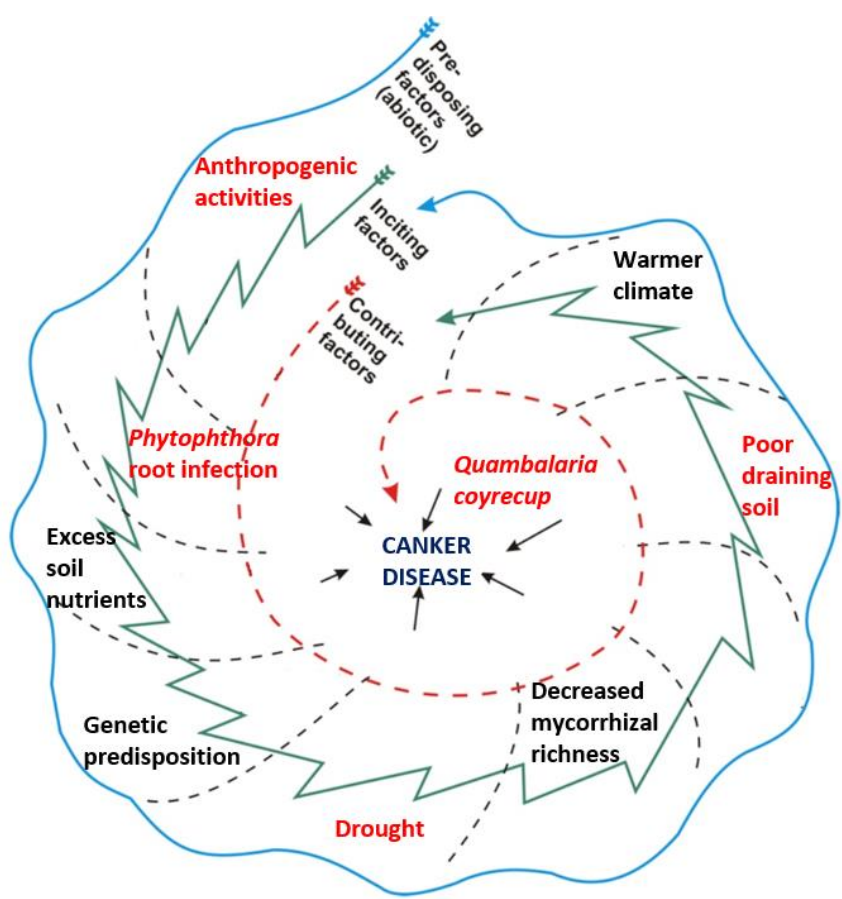 Pre-
disposing
factors
(abiotic)
Anthropogenic
activities
Inciting
factors
Warmer
climate
Contri-
buting
factors
Phytophthora
root infection
Quambalaria
coyrecup
Poor
draining
soil
Excess
soil
nutrients
CANKER
DISEASE
Genetic
predisposition
Decreased
mycorrhizal
richness
Drought